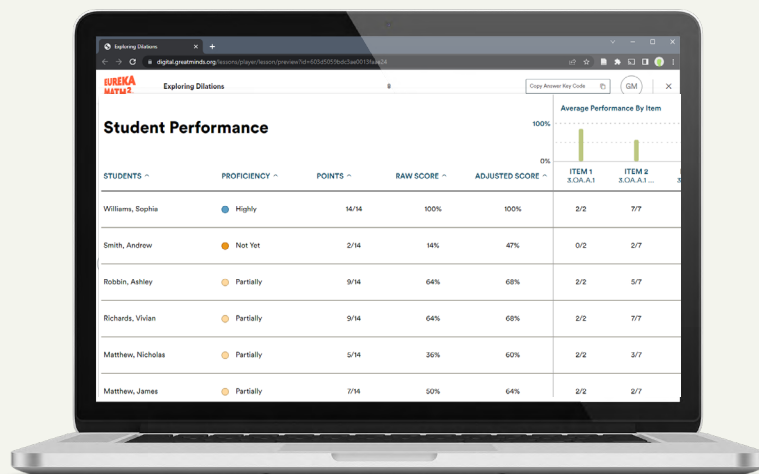 Exploring Dilations
digital.greatminds.org/lessons/player/lesson/preview?id=603d5059bdc3ae0013faae24
EUREKA
MATH²
Exploring Dilations
Copy Answer Key Code
GM
Student Performance
Average Performance By Item
100%
0%
STUDENTS PROFICIENCY POINTS RAW SCORE ADJUSTED SCORE ITEM 1 ITEM 2
3.OA.A.1 3.OA.A.1 ...
Williams, Sophia Highly 14/14 100% 100% 2/2 7/7
Smith, Andrew Not Yet 2/14 14% 47% 0/2 2/7
Robbin, Ashley Partially 9/14 64% 68% 2/2 5/7
Richards, Vivian Partially 9/14 64% 68% 2/2 7/7
Matthew, Nicholas Partially 5/14 36% 60% 2/2 3/7
Matthew, James Partially 7/14 50% 64% 2/2 2/7